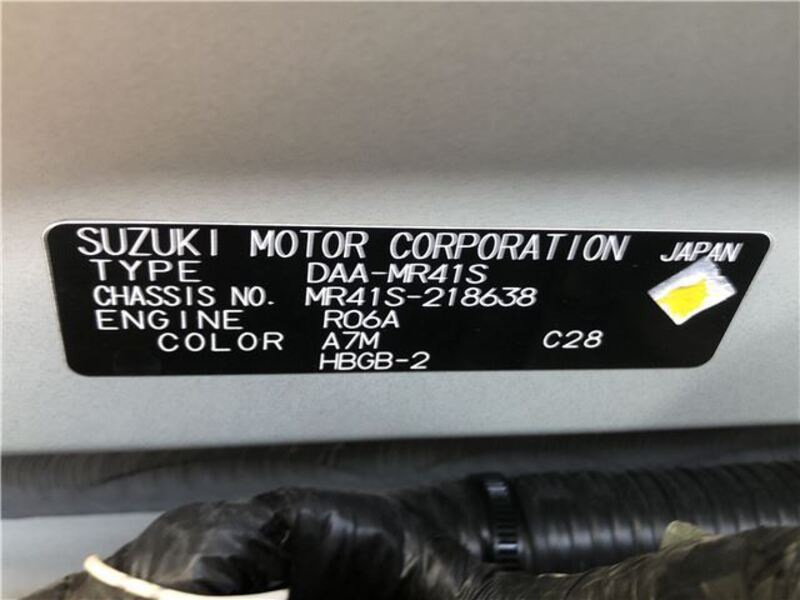 SUZUKI MOTOR CORPORATION JAPAN
TYPE DAA-MR41S
CHASSIS NO. MR41S-218638
ENGINE R06A
COLOR A7M C28
HBGB-2